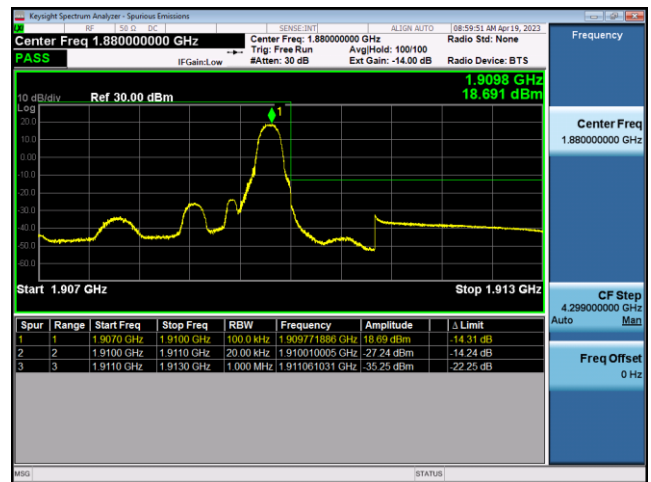 Keysight Spectrum Analyzer - Spurious Emissions
RF 50 Ω DC SENSE:INT ALIGN AUTO 08:59:51 AM Apr 19, 2023
Center Freq 1.880000000 GHz Center Freq: 1.880000000 GHz Radio Std: None
Trig: Free Run Avg|Hold: 100/100
PASS IFGain:Low #Atten: 30 dB Ext Gain: -14.00 dB Radio Device: BTS
Frequency
1.9098 GHz
18.691 dBm
10 dB/div Ref 30.00 dBm
Log
20.0
10.0
0.00
-10.0
-20.0
-30.0
-40.0
-50.0
-60.0
1
Start 1.907 GHz Stop 1.913 GHz
Center Freq
1.880000000 GHz
CF Step
4.299000000 GHz
Auto Man
Freq Offset
0 Hz
Spur Range Start Freq Stop Freq RBW Frequency Amplitude Δ Limit
1 1 1.9070 GHz 1.9100 GHz 100.0 kHz 1.909771886 GHz 18.69 dBm -14.31 dB
2 2 1.9100 GHz 1.9110 GHz 20.00 kHz 1.910010005 GHz -27.24 dBm -14.24 dB
3 3 1.9110 GHz 1.9130 GHz 1.000 MHz 1.911061031 GHz -35.25 dBm -22.25 dB
MSG STATUS